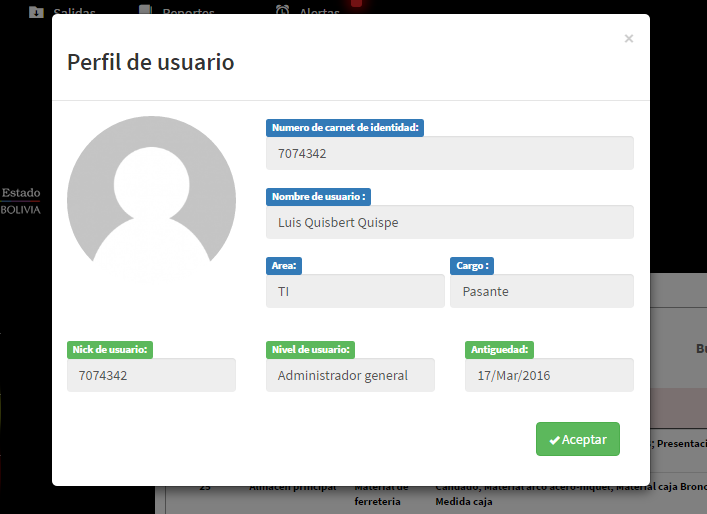 Salidas
Reportes
Alertas
×
Perfil de usuario
Numero de carnet de identidad:
7074342
Nombre de usuario :
Luis Quisbert Quispe
Area:
Cargo :
TI
Pasante
Nick de usuario:
Nivel de usuario:
Antiguedad:
7074342
Administrador general
17/Mar/2016
Aceptar
Estado
BOLIVIA
Bu
; Presentaci
25
Almacen principal
Material de
ferreteria
Candado; Material arco acero-niquel; Material caja Bronc
Medida caja